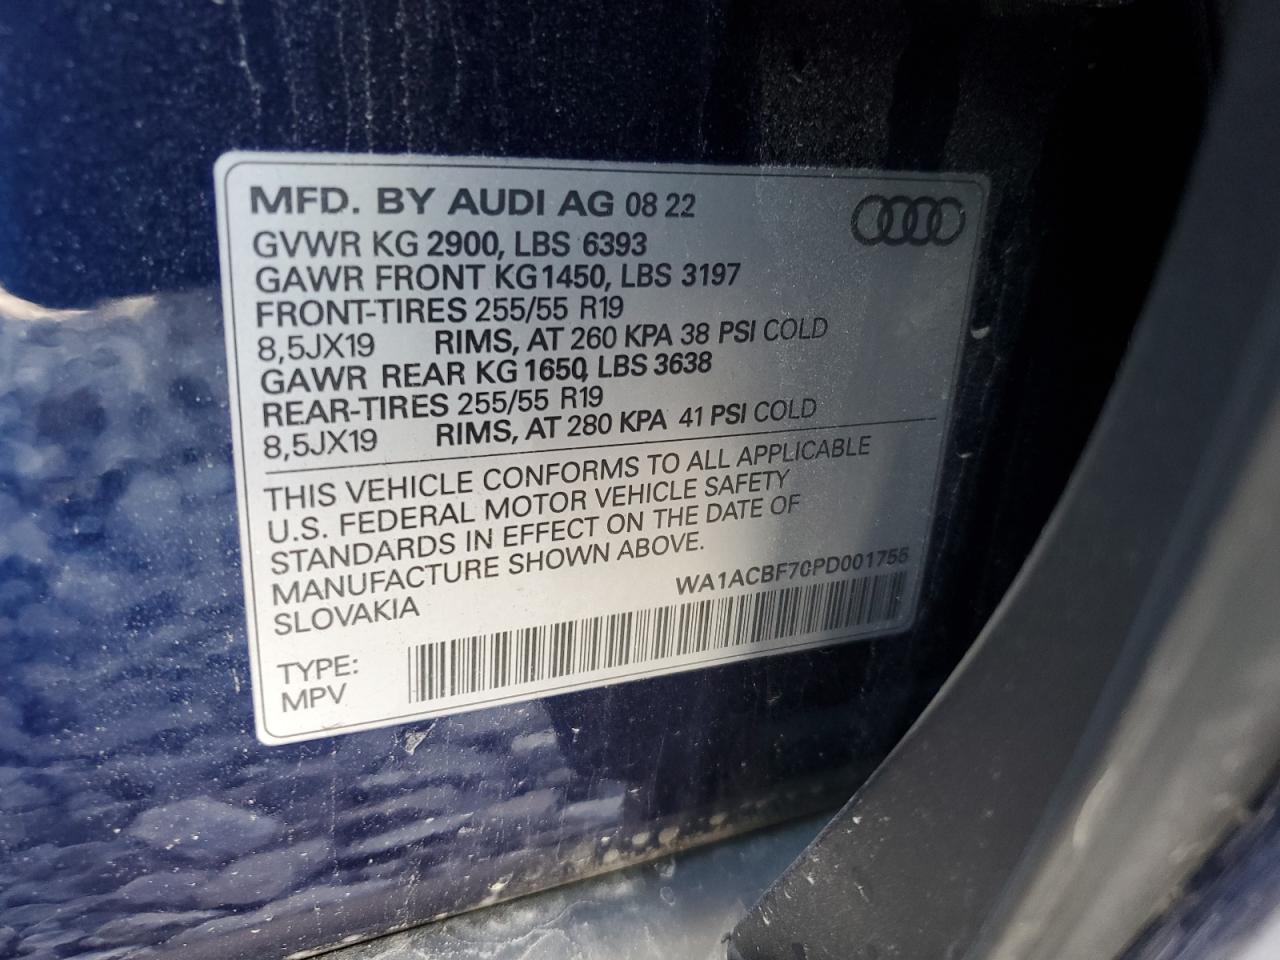 MFD. BY AUDI AG 08 22
GVWR KG 2900, LBS 6393
GAWR FRONT KG1450, LBS 3197
FRONT-TIRES 255/55 R19
8,5JX19 RIMS, AT 260 KPA 38 PSI COLD
GAWR REAR KG 1650, LBS 3638
REAR-TIRES 255/55 R19
8,5JX19 RIMS, AT 280 KPA 41 PSI COLD
THIS VEHICLE CONFORMS TO ALL APPLICABLE
U.S. FEDERAL MOTOR VEHICLE SAFETY
STANDARDS IN EFFECT ON THE DATE OF
MANUFACTURE SHOWN ABOVE.
SLOVAKIA
WA1ACBF70PD001755
TYPE:
MPV